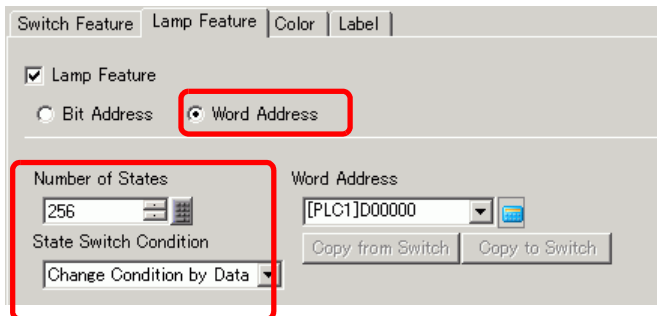 Switch Feature Lamp Feature Color Label
Lamp Feature
Bit Address Word Address
Number of States Word Address
256 [PLC1]D00000
State Switch Condition Copy from Switch Copy to Switch
Change Condition by Data